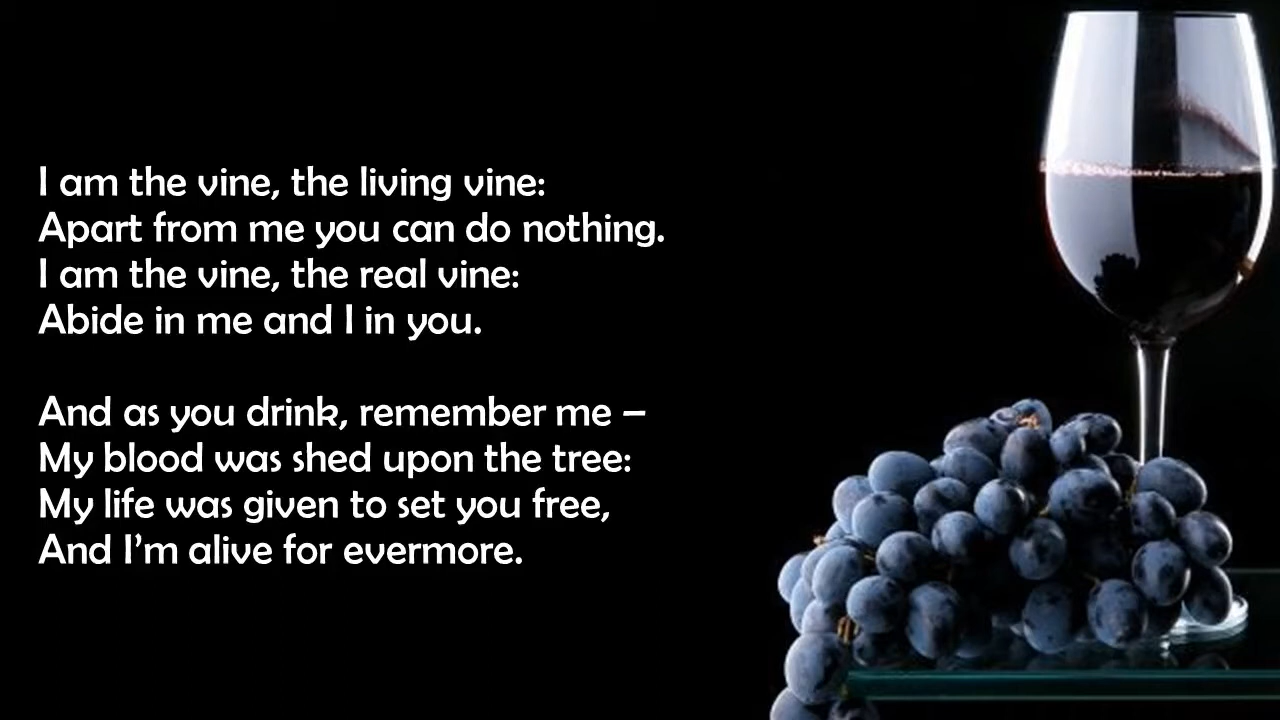 I am the vine, the living vine:
Apart from me you can do nothing.
I am the vine, the real vine:
Abide in me and I in you.
And as you drink, remember me –
My blood was shed upon the tree:
My life was given to set you free,
And I’m alive for evermore.